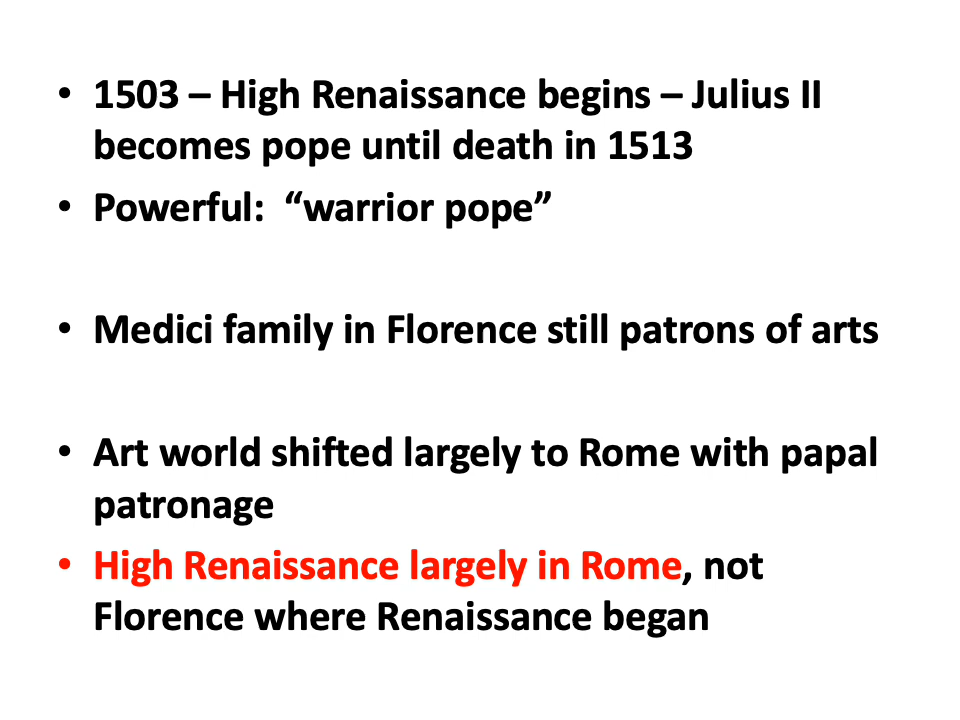 • 1503 – High Renaissance begins – Julius II
becomes pope until death in 1513
• Powerful:  “warrior pope”
• Medici family in Florence still patrons of arts
• Art world shifted largely to Rome with papal
patronage
• High Renaissance largely in Rome, not
Florence where Renaissance began